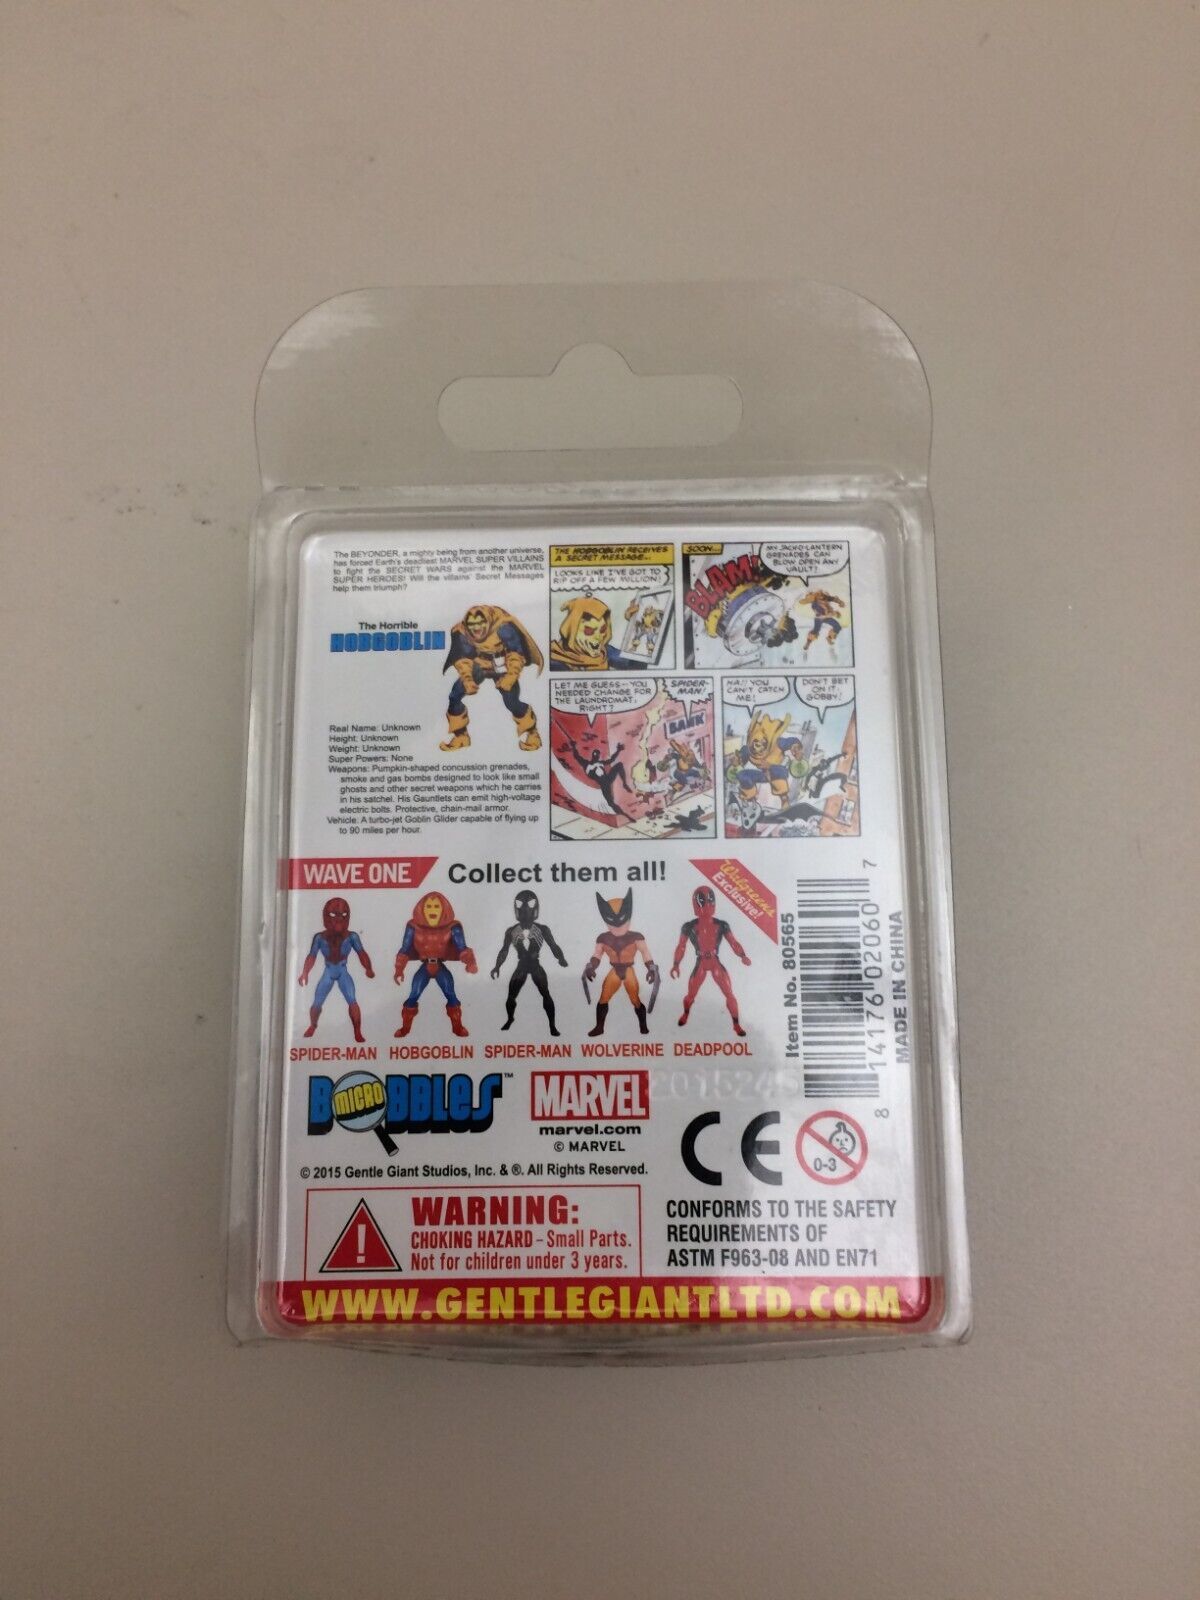 The BEYONDER, a mighty being from another universe,
has forced Earth's deadliest MARVEL SUPER VILLAINS
to fight the SECRET WARS against the MARVEL
SUPER HEROES! Will the villains' Secret Messages
help them triumph?
The Horrible
HOBGOBLIN
Real Name: Unknown
Height: Unknown
Weight: Unknown
Super Powers: None
Weapons: Pumpkin-shaped concussion grenades,
smoke and gas bombs designed to look like small
ghosts and other secret weapons which he carries
in his satchel. His Gauntlets can emit high-voltage
electric bolts. Protective, chain-mail armor.
Vehicle: A turbo-jet Goblin Glider capable of flying up
to 90 miles per hour.
THE HOBGOBLIN RECEIVES
A SECRET MESSAGE...
LOOKS LIKE I'VE GOT TO
RIP OFF A FEW MILLION!
SOON...
MY JACK-O-LANTERN
GRENADES CAN
BLOW OPEN ANY
VAULT!
BLAM!
LET ME GUESS--YOU
NEEDED CHANGE FOR
THE LAUNDROMAT,
RIGHT?
SPIDER-
MAN!
BANK
HA!! YOU
CAN'T CATCH
ME!
DON'T BET
ON IT,
GOBBY!
WAVE ONE
Collect them all!
Walgreens
Exclusive!
SPIDER-MAN HOBGOBLIN SPIDER-MAN WOLVERINE DEADPOOL
Item No. 80565
8 14176 02060 7
MADE IN CHINA
MICRO
BOBBLES™
MARVEL
marvel.com
© MARVEL
2015245
CE
0-3
© 2015 Gentle Giant Studios, Inc. & ®. All Rights Reserved.
WARNING:
CHOKING HAZARD – Small Parts.
Not for children under 3 years.
CONFORMS TO THE SAFETY
REQUIREMENTS OF
ASTM F963-08 AND EN71
WWW.GENTLEGIANTLTD.COM